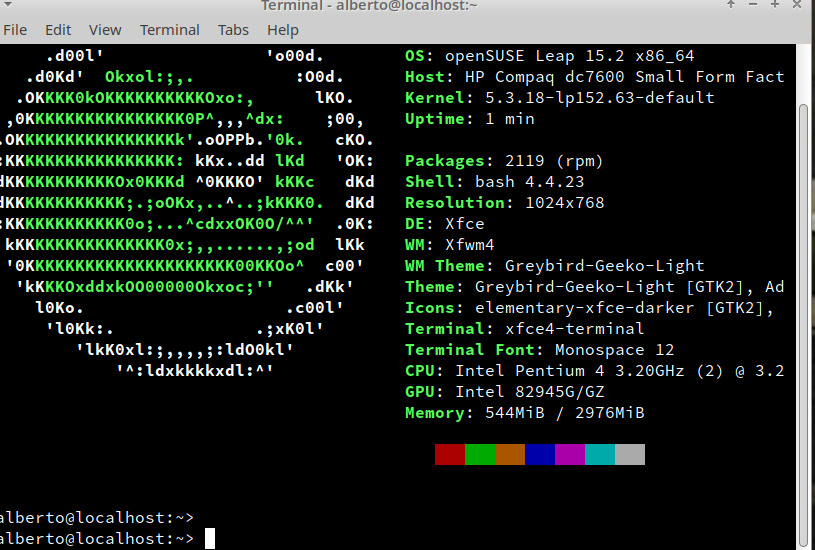 Terminal - alberto@localhost:~
File Edit View Terminal Tabs Help
.d00l' 'o00d. OS: openSUSE Leap 15.2 x86_64
.d0Kd' Okxol:;,. :O0d. Host: HP Compaq dc7600 Small Form Fact
.OKKKK0kOKKKKKKKKKKOxo:, lKO. Kernel: 5.3.18-lp152.63-default
,0KKKKKKKKKKKKKKKK0P^,,,^dx: ;00, Uptime: 1 min
.OKKKKKKKKKKKKKKKKk'.oOPPb.'0k. cKO.
:KKKKKKKKKKKKKKKKK: kKx..dd lKd 'OK: Packages: 2119 (rpm)
dKKKKKKKKKKKOx0KKKd ^0KKKO' kKKc dKd Shell: bash 4.4.23
dKKKKKKKKKKKK;.;oOKx,..^..;kKKK0. dKd Resolution: 1024x768
:KKKKKKKKKKKK0o;...^cdxxOK0O/^^' .0K: DE: Xfce
kKKKKKKKKKKKKKKK0x;,,......,;od lKk WM: Xfwm4
'0KKKKKKKKKKKKKKKKKKKKK00KKOo^ c00' WM Theme: Greybird-Geeko-Light
'kKKKOxddxkOO00000Okxoc;'' .dKk' Theme: Greybird-Geeko-Light [GTK2], Ad
l0Ko. .c00l' Icons: elementary-xfce-darker [GTK2],
'l0Kk:. .;xK0l' Terminal: xfce4-terminal
'lkK0xl:;,,,,;:ldO0kl' Terminal Font: Monospace 12
'^:ldxkkkkxdl:^' CPU: Intel Pentium 4 3.20GHz (2) @ 3.2
GPU: Intel 82945G/GZ
Memory: 544MiB / 2976MiB
alberto@localhost:~>
alberto@localhost:~>